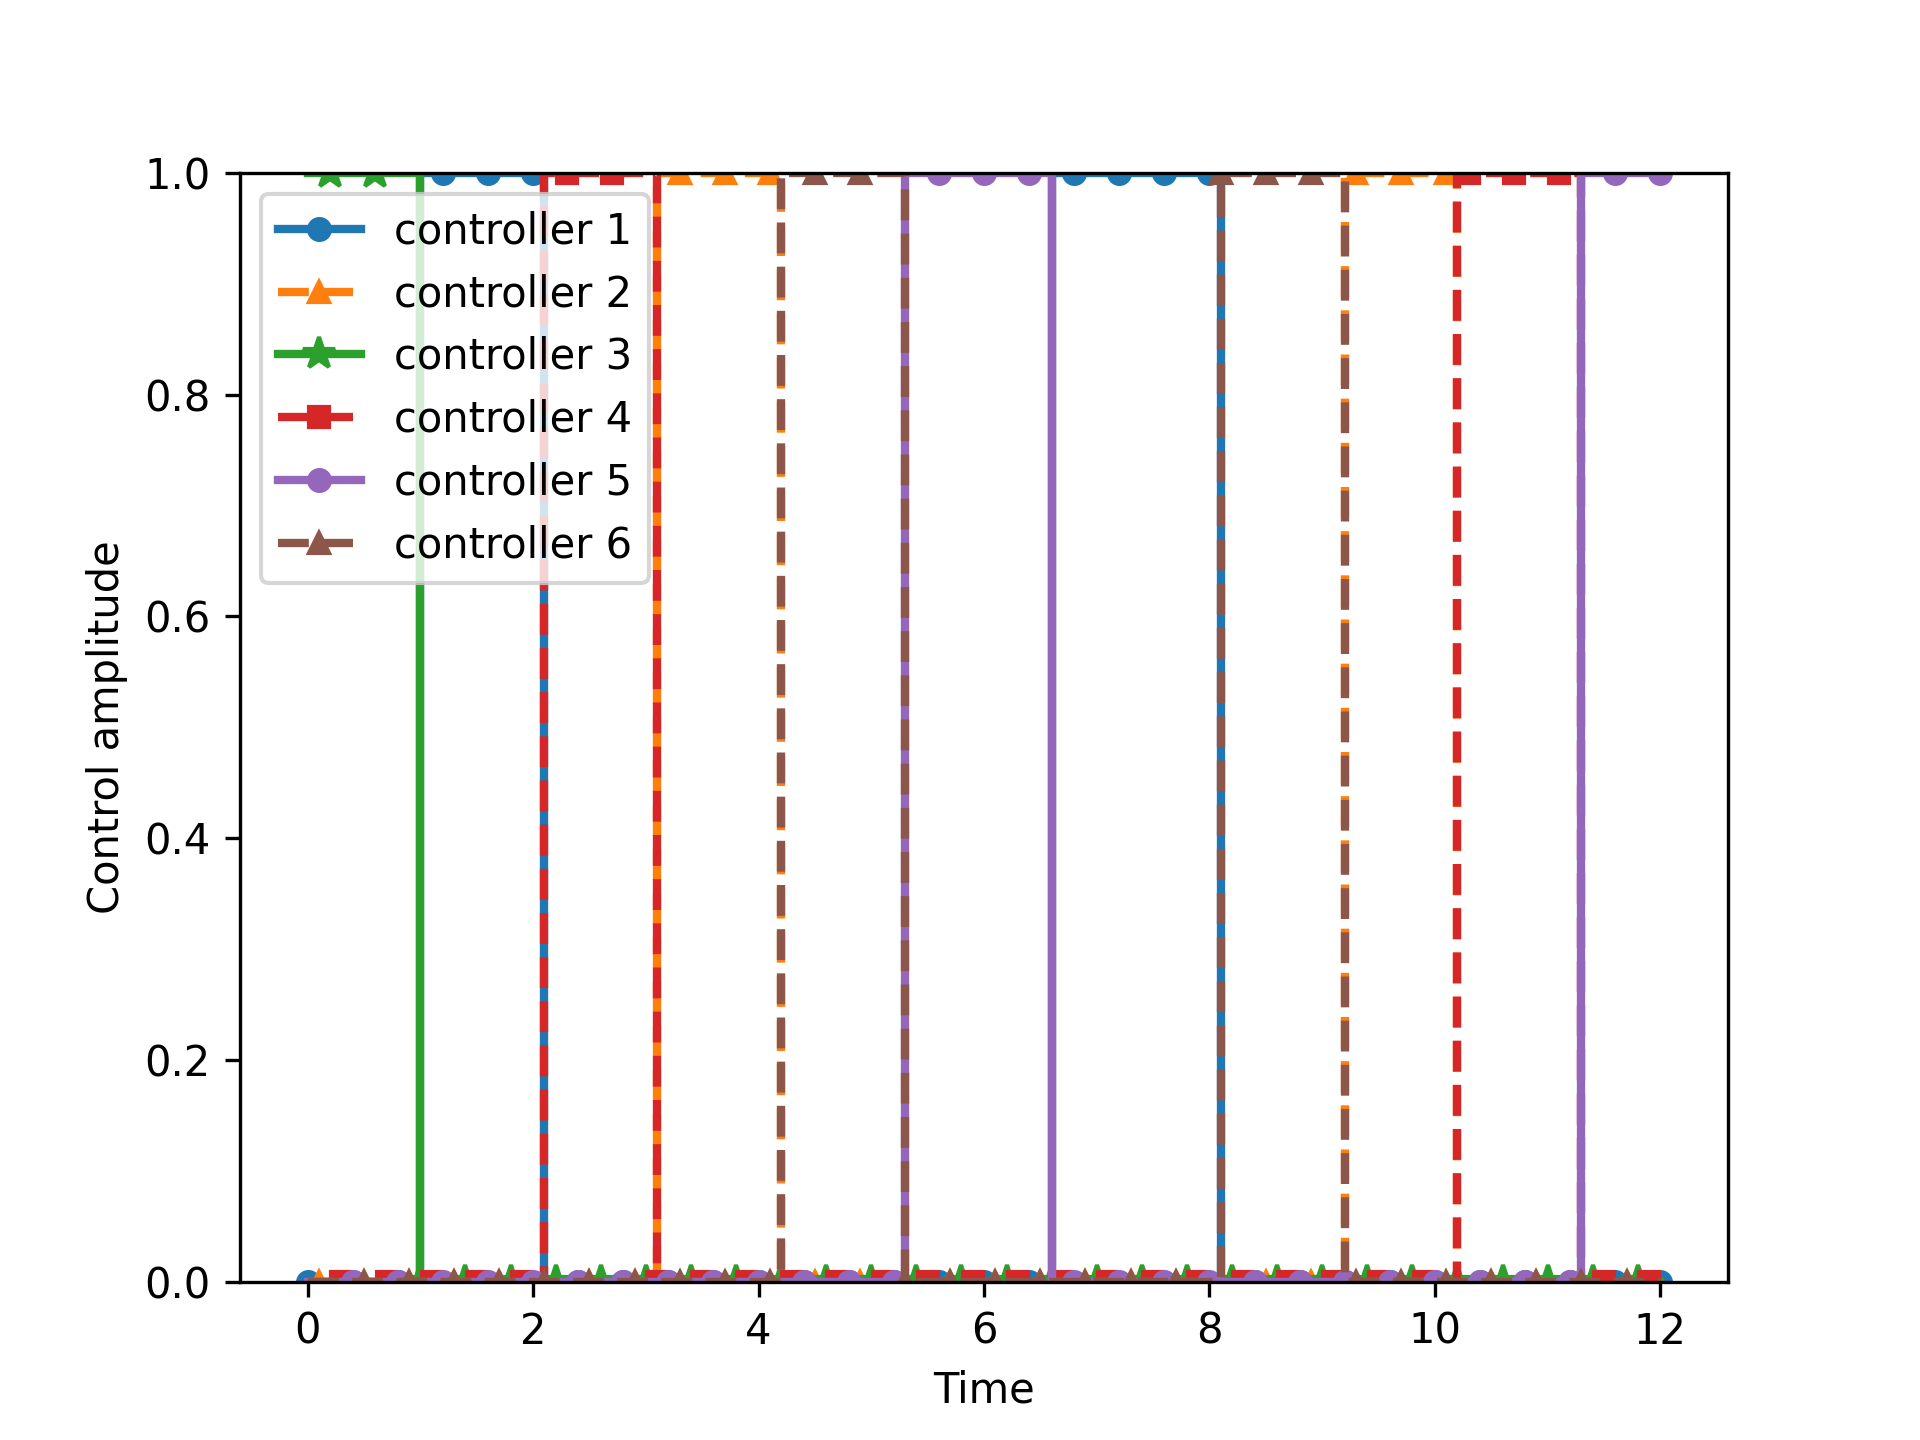 1.0
0.8
0.6
0.4
0.2
0.0
Control amplitude
controller 1
controller 2
controller 3
controller 4
controller 5
controller 6
0 2 4 6 8 10 12
Time